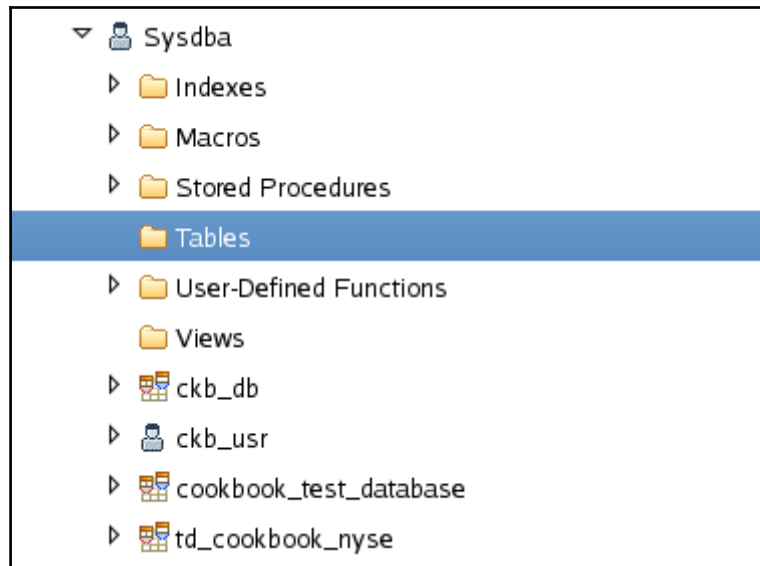 Sysdba
Indexes
Macros
Stored Procedures
Tables
User-Defined Functions
Views
ckb_db
ckb_usr
cookbook_test_database
td_cookbook_nyse